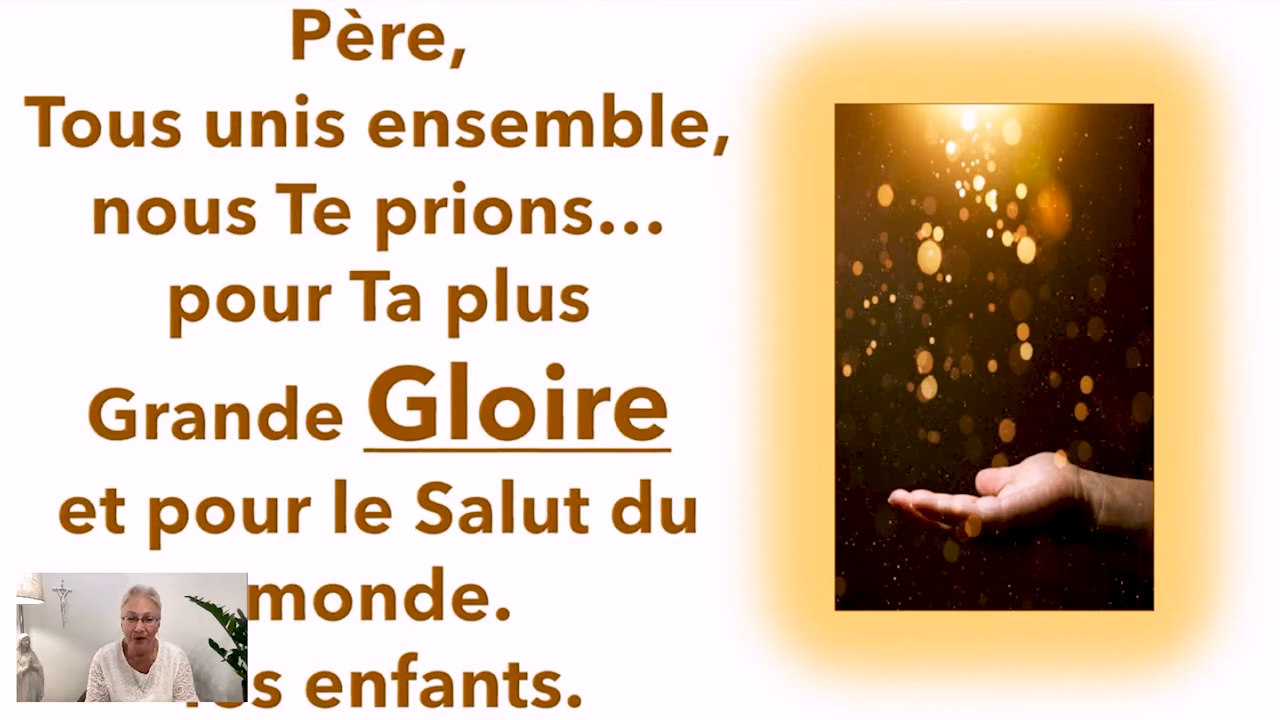 Père,
Tous unis ensemble,
nous Te prions...
pour Ta plus
Grande Gloire
et pour le Salut du
monde.
enfants.